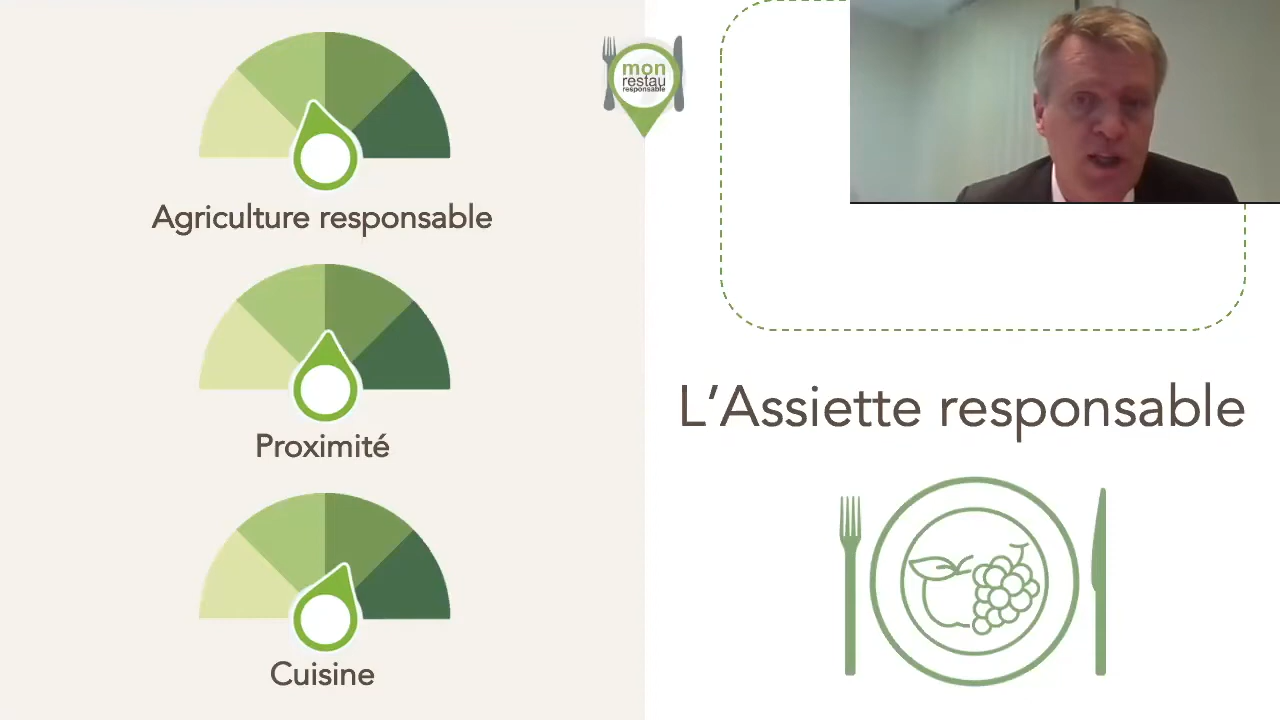 mon
restau
responsable
Agriculture responsable
Proximité
Cuisine
L'Assiette responsable